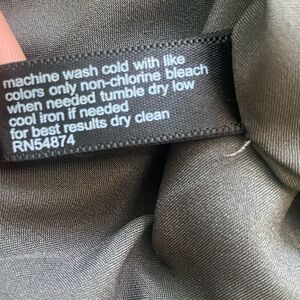 machine wash cold with like
colors only non-chlorine bleach
when needed tumble dry low
cool iron if needed
for best results dry clean
RN54874